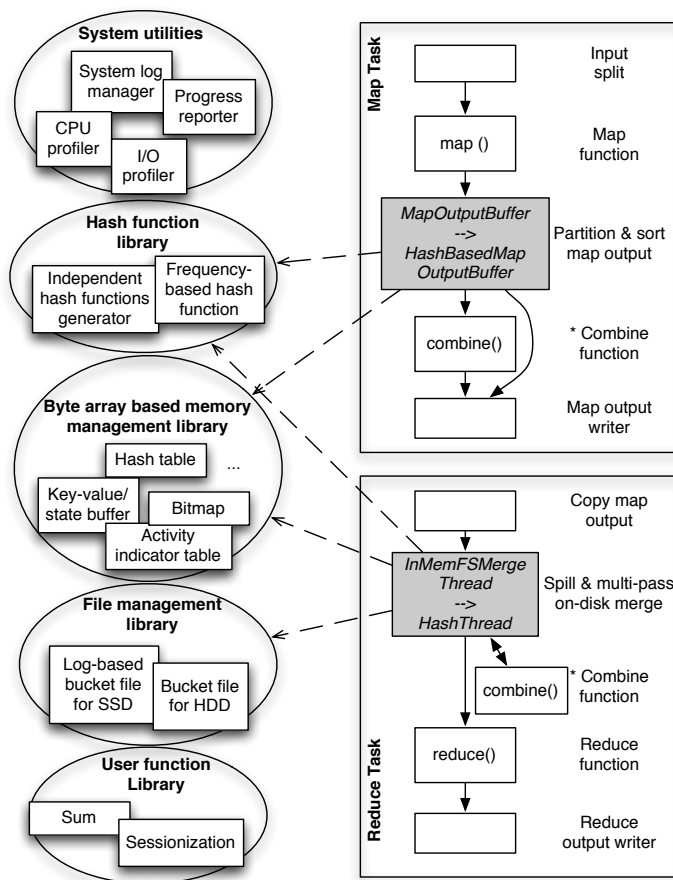 System utilities
System log
manager
Progress
reporter
CPU
profiler
I/O
profiler
Hash function
library
Independent
hash functions
generator
Frequency-
based hash
function
Byte array based memory
management library
Hash table
...
Key-value/
state buffer
Bitmap
Activity
indicator table
File management
library
Log-based
bucket file
for SSD
Bucket file
for HDD
User function
Library
Sum
Sessionization
Map Task
Input
split
map ()
Map
function
MapOutputBuffer
-->
HashBasedMap
OutputBuffer
Partition & sort
map output
combine()
* Combine
function
Map output
writer
Reduce Task
Copy map
output
InMemFSMerge
Thread
-->
HashThread
Spill & multi-pass
on-disk merge
combine()
* Combine
function
reduce()
Reduce
function
Reduce
output writer